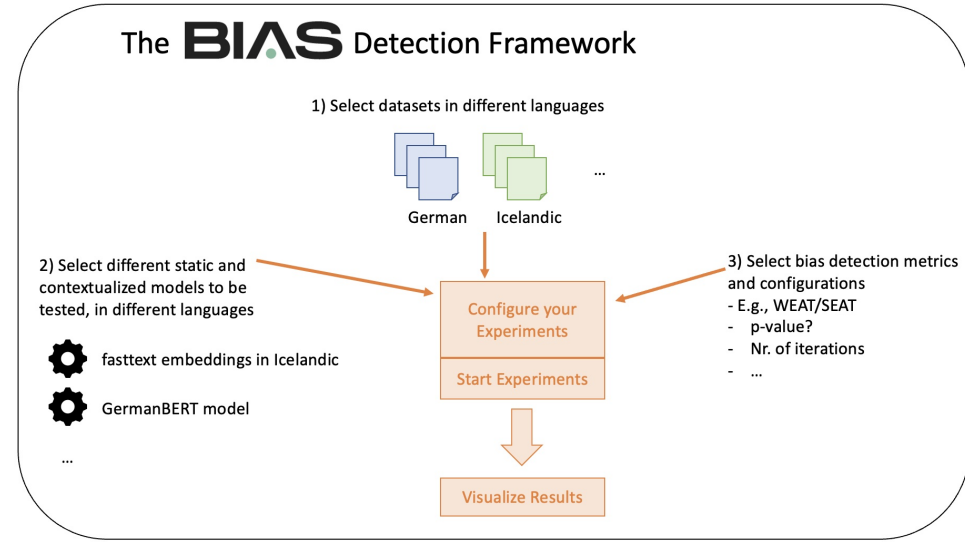 The BIAS Detection Framework
1) Select datasets in different languages
...
German
Icelandic
2) Select different static and
contextualized models to be
tested, in different languages
fasttext embeddings in Icelandic
GermanBERT model
...
3) Select bias detection metrics
and configurations
- E.g., WEAT/SEAT
- p-value?
- Nr. of iterations
- ...
Configure your
Experiments
Start Experiments
Visualize Results